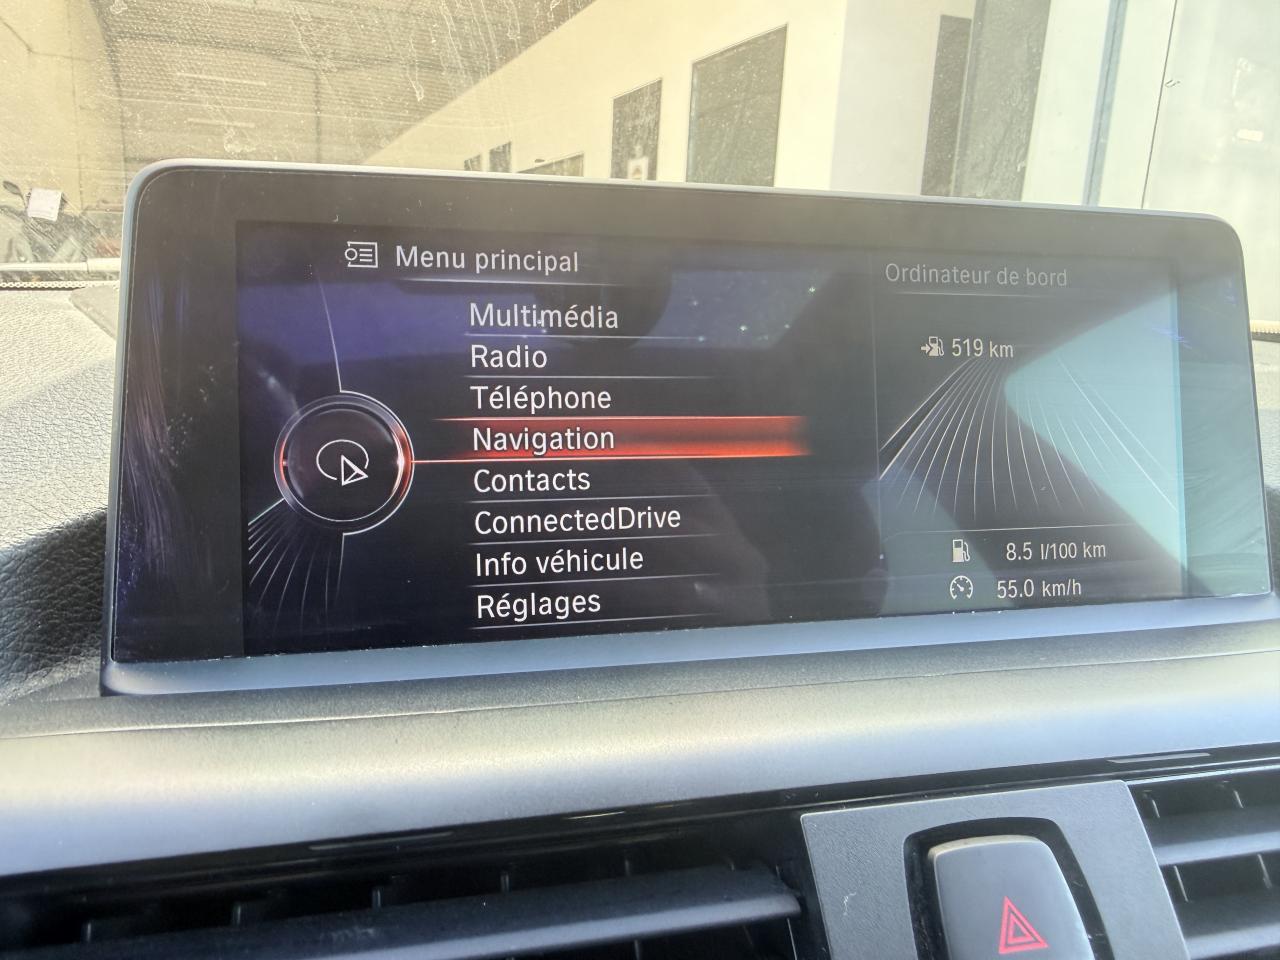 Menu principal
Multimédia
Radio
Téléphone
Navigation
Contacts
ConnectedDrive
Info véhicule
Réglages
Ordinateur de bord
519 km
8.5 l/100 km
55.0 km/h